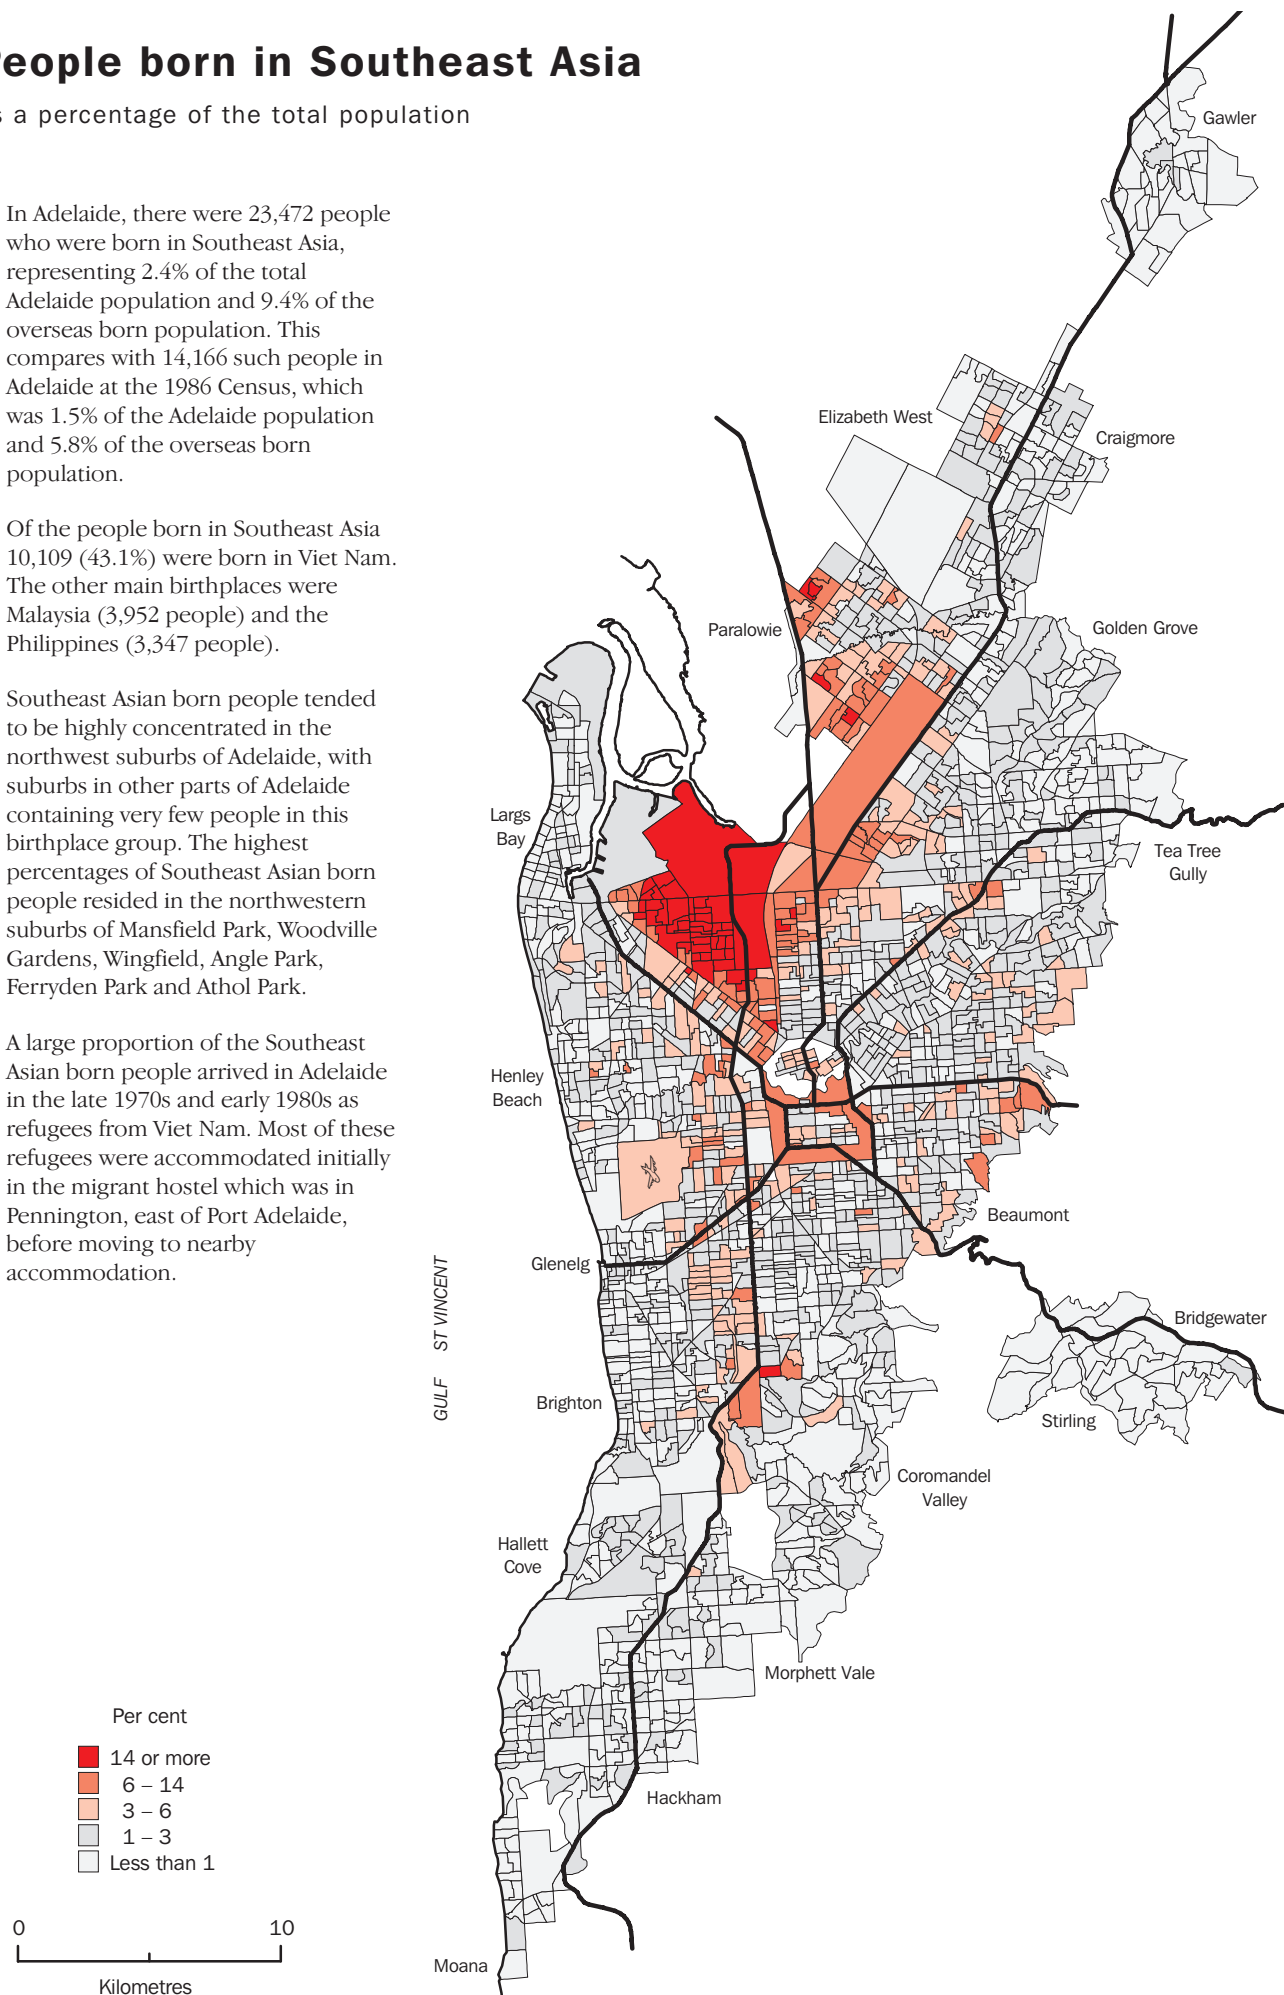 People born in Southeast Asia
s a percentage of the total population
In Adelaide, there were 23,472 people
who were born in Southeast Asia,
representing 2.4% of the total
Adelaide population and 9.4% of the
overseas born population. This
compares with 14,166 such people in
Adelaide at the 1986 Census, which
was 1.5% of the Adelaide population
and 5.8% of the overseas born
population.
Of the people born in Southeast Asia
10,109 (43.1%) were born in Viet Nam.
The other main birthplaces were
Malaysia (3,952 people) and the
Philippines (3,347 people).
Southeast Asian born people tended
to be highly concentrated in the
northwest suburbs of Adelaide, with
suburbs in other parts of Adelaide
containing very few people in this
birthplace group. The highest
percentages of Southeast Asian born
people resided in the northwestern
suburbs of Mansfield Park, Woodville
Gardens, Wingfield, Angle Park,
Ferryden Park and Athol Park.
A large proportion of the Southeast
Asian born people arrived in Adelaide
in the late 1970s and early 1980s as
refugees from Viet Nam. Most of these
refugees were accommodated initially
in the migrant hostel which was in
Pennington, east of Port Adelaide,
before moving to nearby
accommodation.
Gawler
Elizabeth West
Craigmore
Paralowie
Golden Grove
Largs
Bay
Tea Tree
Gully
Henley
Beach
Beaumont
Glenelg
GULF ST VINCENT
Bridgewater
Brighton
Stirling
Coromandel
Valley
Hallett
Cove
Morphett Vale
Hackham
Moana
Per cent
14 or more
6 – 14
3 – 6
1 – 3
Less than 1
0 10
Kilometres